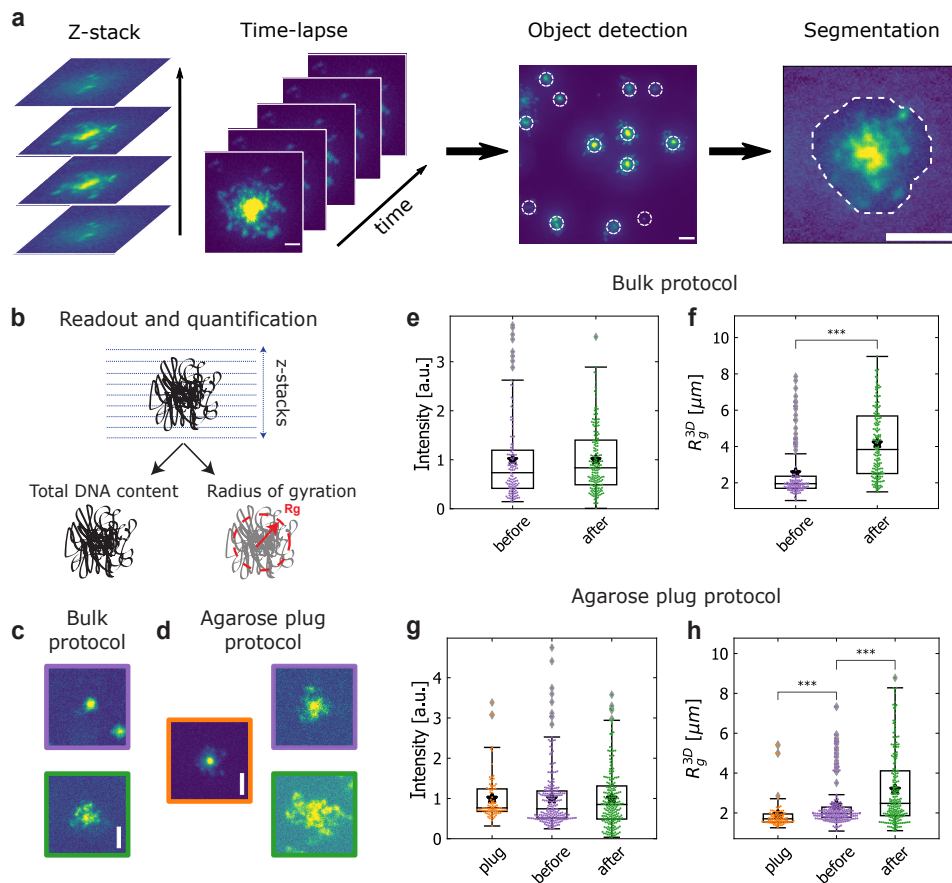 a
Z-stack
Time-lapse
Object detection
Segmentation
time
Bulk protocol
b
Readout and quantification
z-stacks
Total DNA content
Radius of gyration
Rg
e
Intensity [a.u.]
3
2
1
0
before
after
f
R_g^{3D} [μm]
10
8
6
4
2
0
***
before
after
Agarose plug protocol
c
Bulk
protocol
d
Agarose plug
protocol
g
Intensity [a.u.]
5
4
3
2
1
0
plug
before
after
h
R_g^{3D} [μm]
10
8
6
4
2
0
***
***
plug
before
after